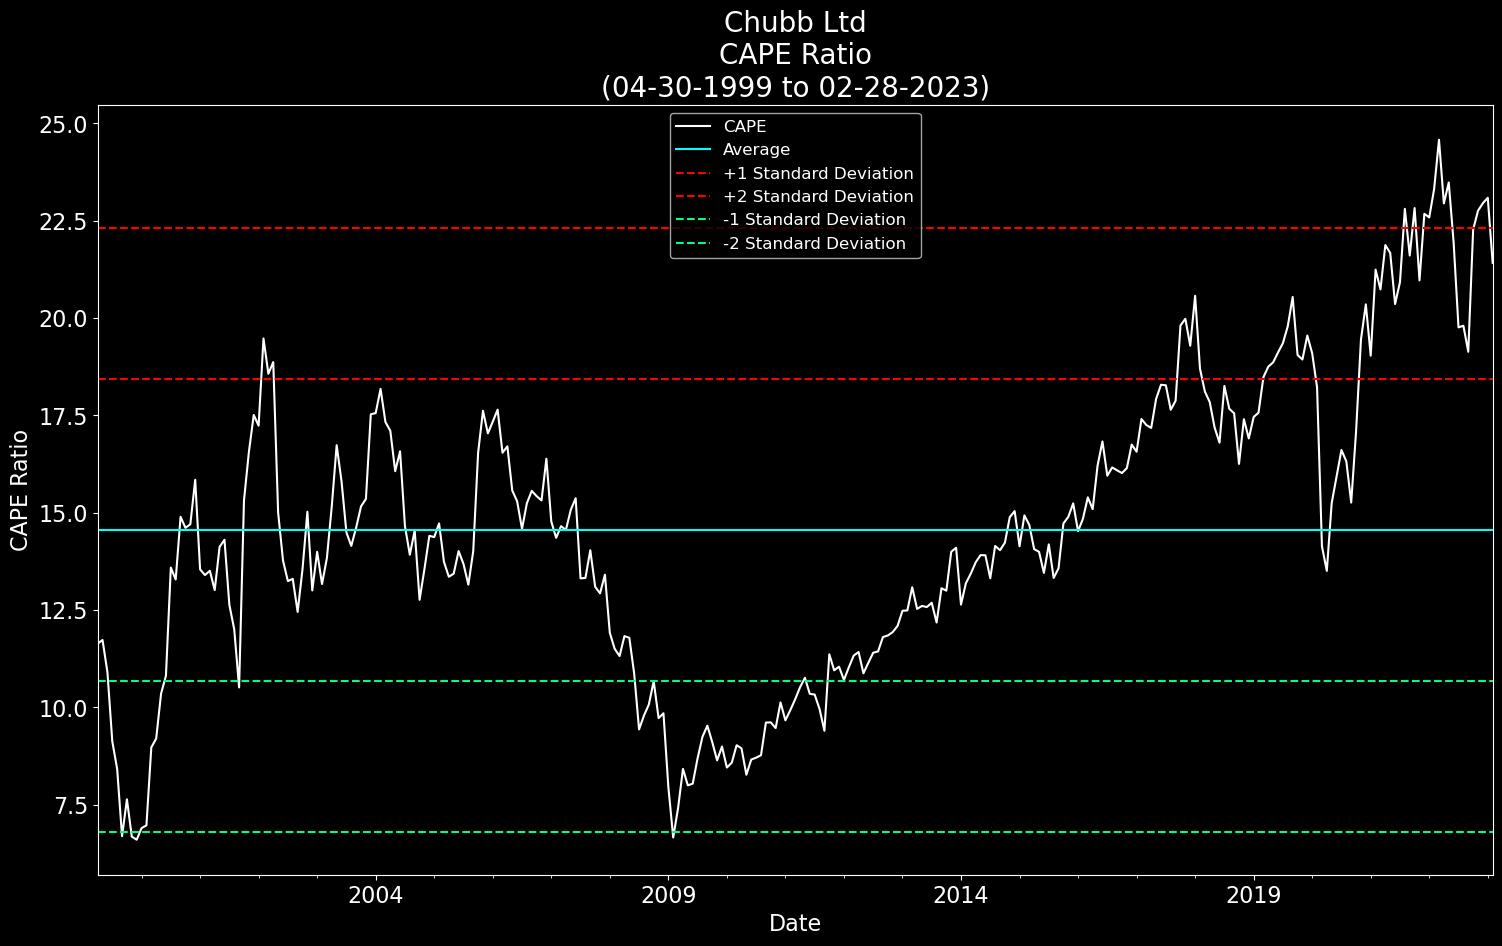 Chubb Ltd
CAPE Ratio
(04-30-1999 to 02-28-2023)
CAPE
Average
+1 Standard Deviation
+2 Standard Deviation
-1 Standard Deviation
-2 Standard Deviation
25.0
22.5
20.0
17.5
15.0
12.5
10.0
7.5
CAPE Ratio
2004 2009 2014 2019
Date